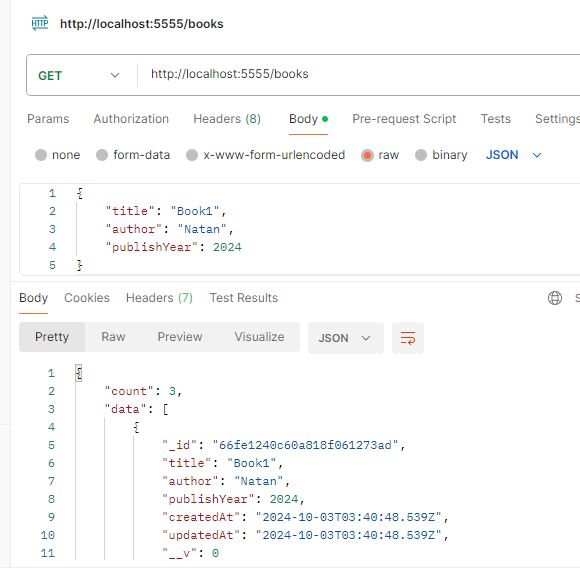 HTTP http://localhost:5555/books
GET http://localhost:5555/books
Params Authorization Headers (8) Body Pre-request Script Tests Settings
none form-data x-www-form-urlencoded raw binary JSON
1 {
2 "title": "Book1",
3 "author": "Natan",
4 "publishYear": 2024
5 }
Body Cookies Headers (7) Test Results S
Pretty Raw Preview Visualize JSON
1 {
2 "count": 3,
3 "data": [
4 {
5 "_id": "66fe1240c60a818f061273ad",
6 "title": "Book1",
7 "author": "Natan",
8 "publishYear": 2024,
9 "createdAt": "2024-10-03T03:40:48.539Z",
10 "updatedAt": "2024-10-03T03:40:48.539Z",
11 "__v": 0